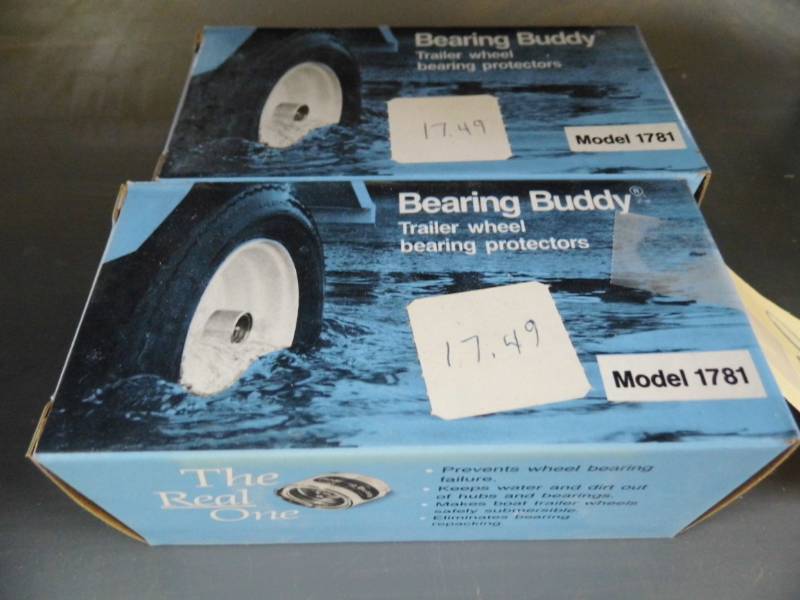 Bearing Buddy®
Trailer wheel
bearing protectors
17.49
Model 1781
Bearing Buddy®
Trailer wheel
bearing protectors
17.49
Model 1781
The
Real
One
• Prevents wheel bearing
failure.
• Keeps water and dirt out
of hubs and bearings.
• Makes boat trailer wheels
safely submersible.
• Eliminates bearing
repacking